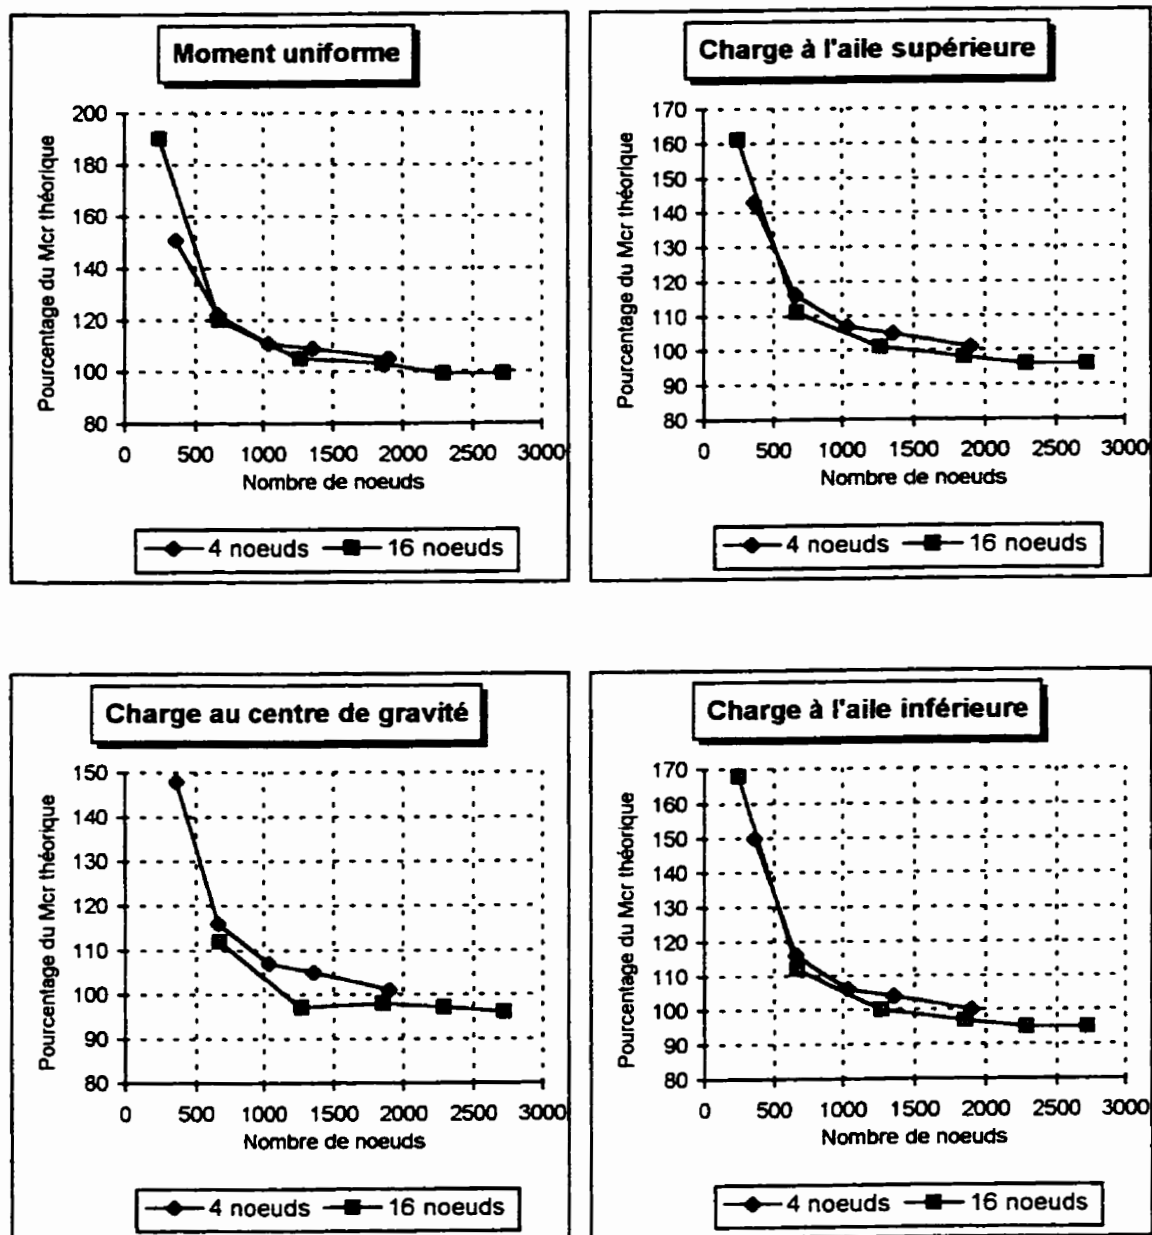 Moment uniforme
Pourcentage du Mcr théorique
200
180
160
140
120
100
80
0 500 1000 1500 2000 2500 3000
Nombre de noeuds
4 noeuds 16 noeuds
Charge à l'aile supérieure
Pourcentage du Mcr théorique
170
160
150
140
130
120
110
100
90
80
0 500 1000 1500 2000 2500 3000
Nombre de noeuds
4 noeuds 16 noeuds
Charge au centre de gravité
Pourcentage du Mcr théorique
150
140
130
120
110
100
90
80
0 500 1000 1500 2000 2500 3000
Nombre de noeuds
4 noeuds 16 noeuds
Charge à l'aile inférieure
Pourcentage du Mcr théorique
170
160
150
140
130
120
110
100
90
80
0 500 1000 1500 2000 2500 3000
Nombre de noeuds
4 noeuds 16 noeuds